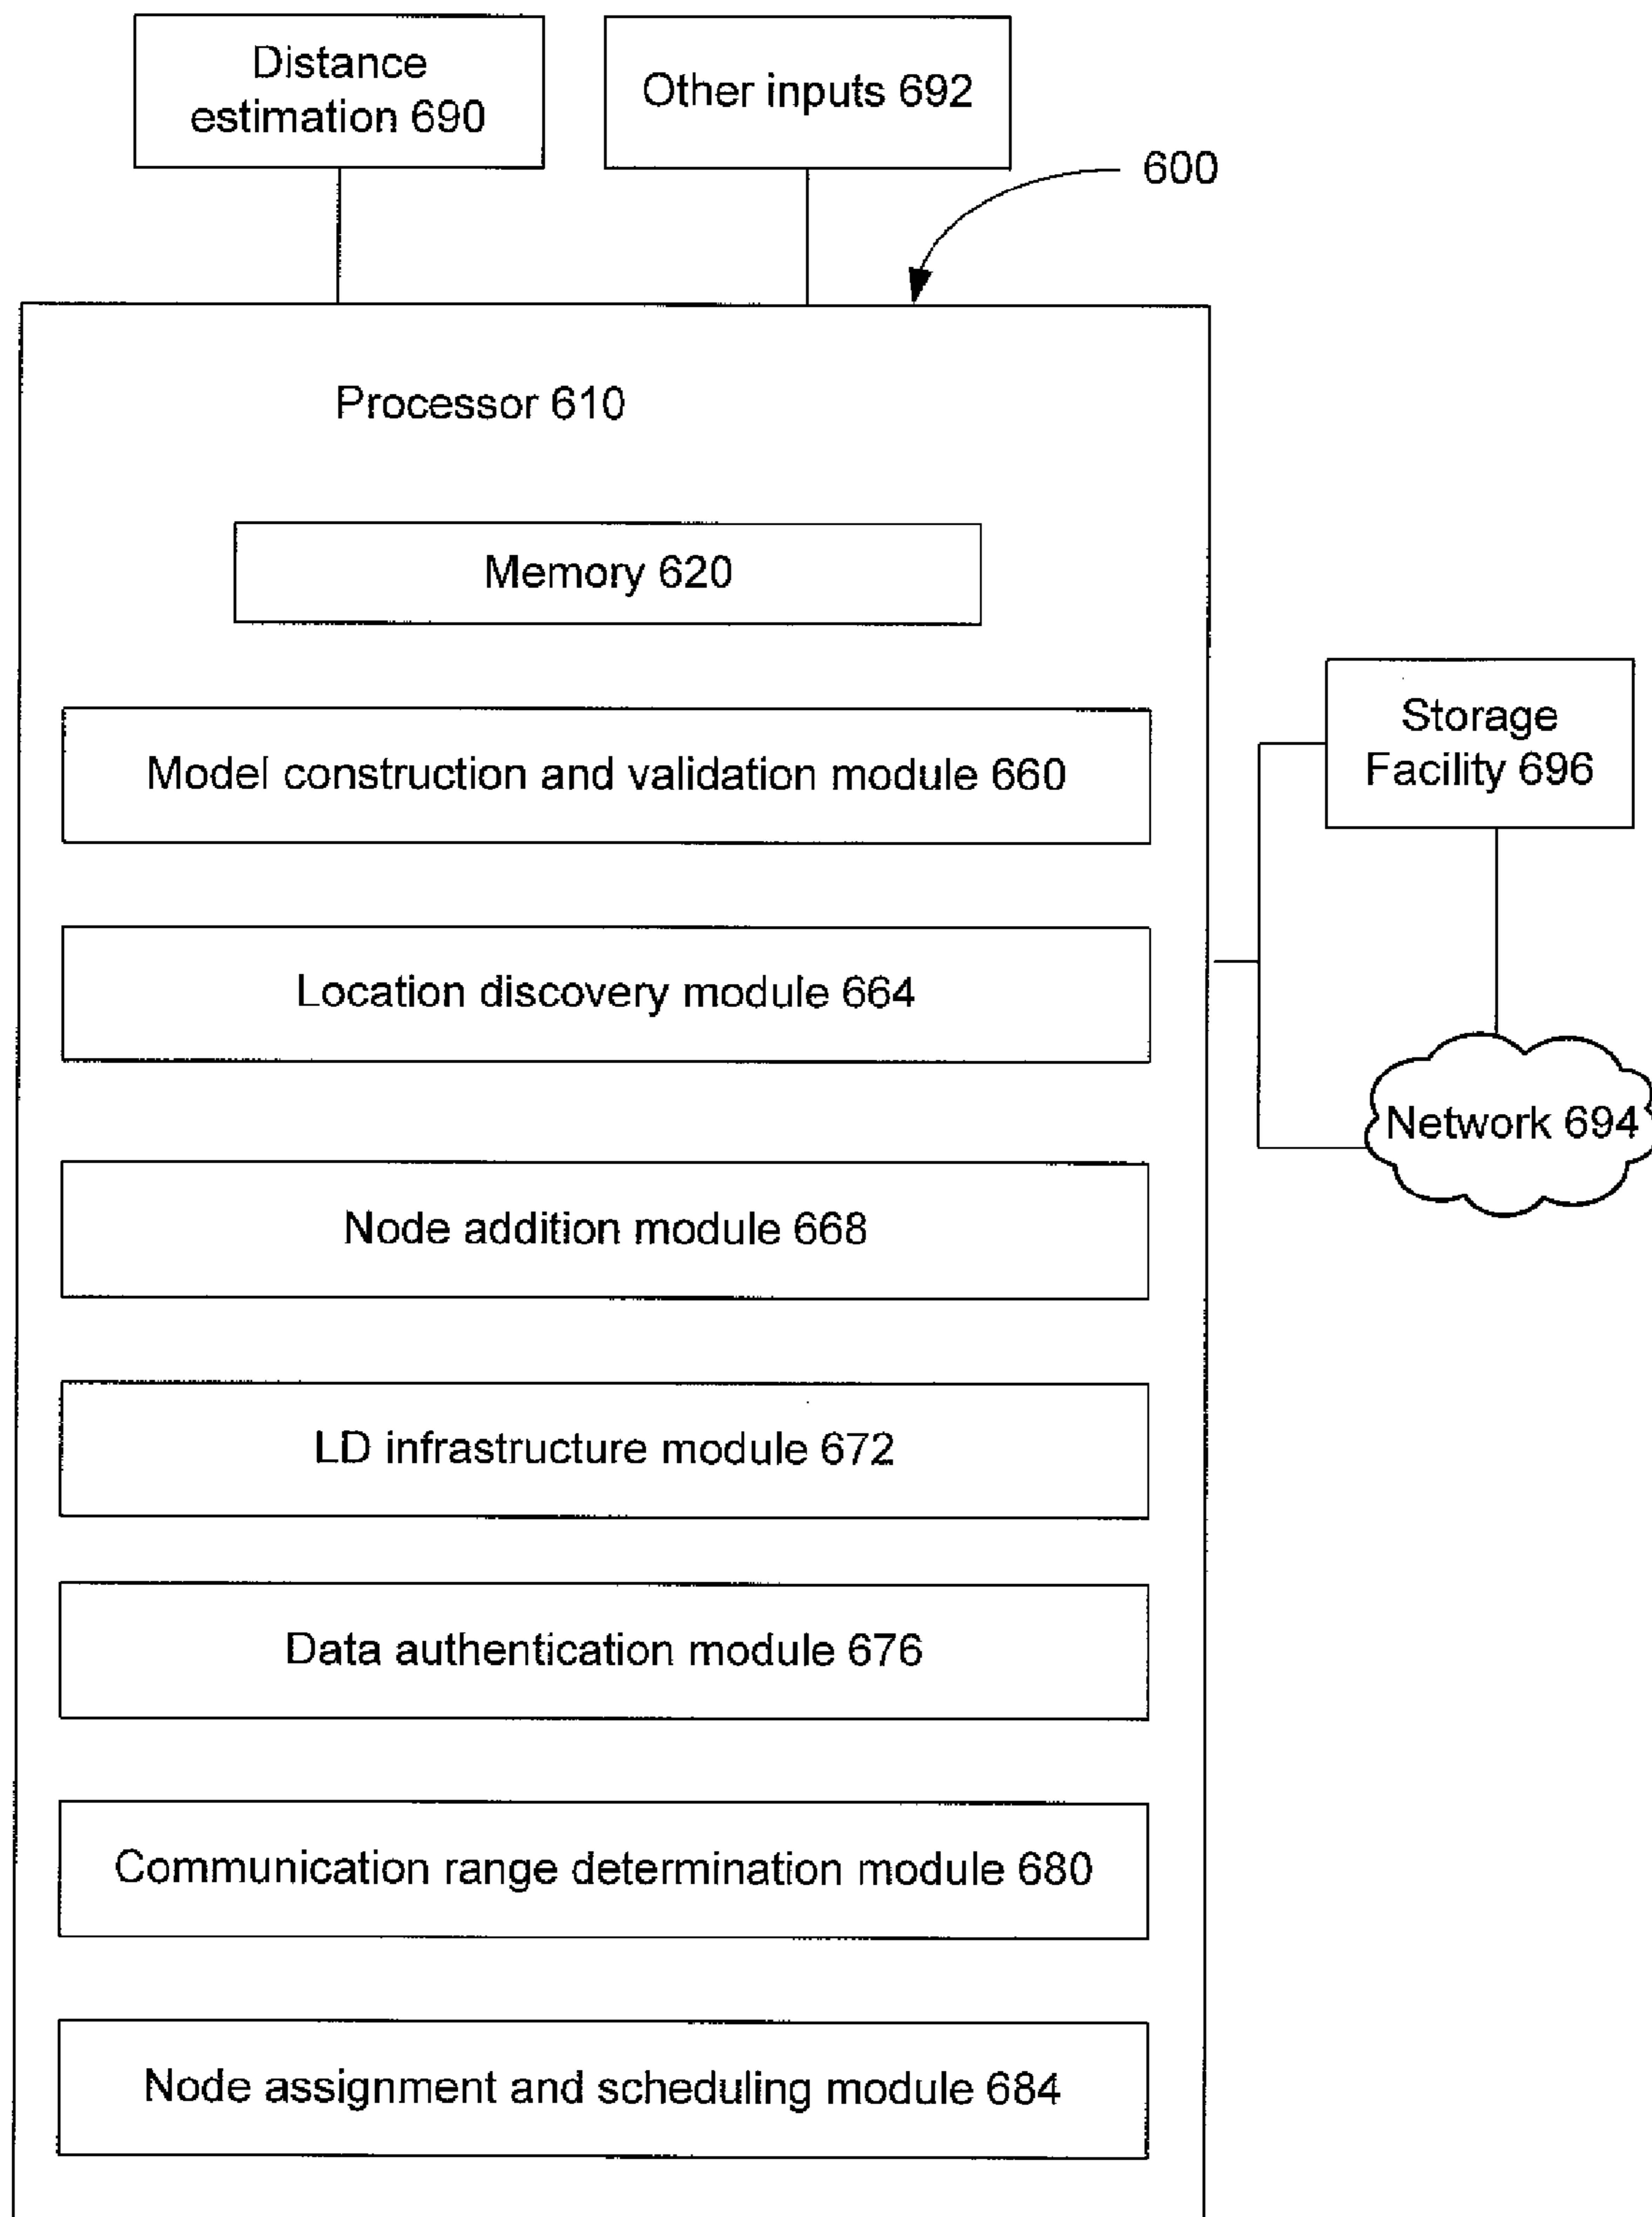 Distance
estimation 690
Other inputs 692
600
Processor 610
Memory 620
Model construction and validation module 660
Storage
Facility 696
Location discovery module 664
Network 694
Node addition module 668
LD infrastructure module 672
Data authentication module 676
Communication range determination module 680
Node assignment and scheduling module 684